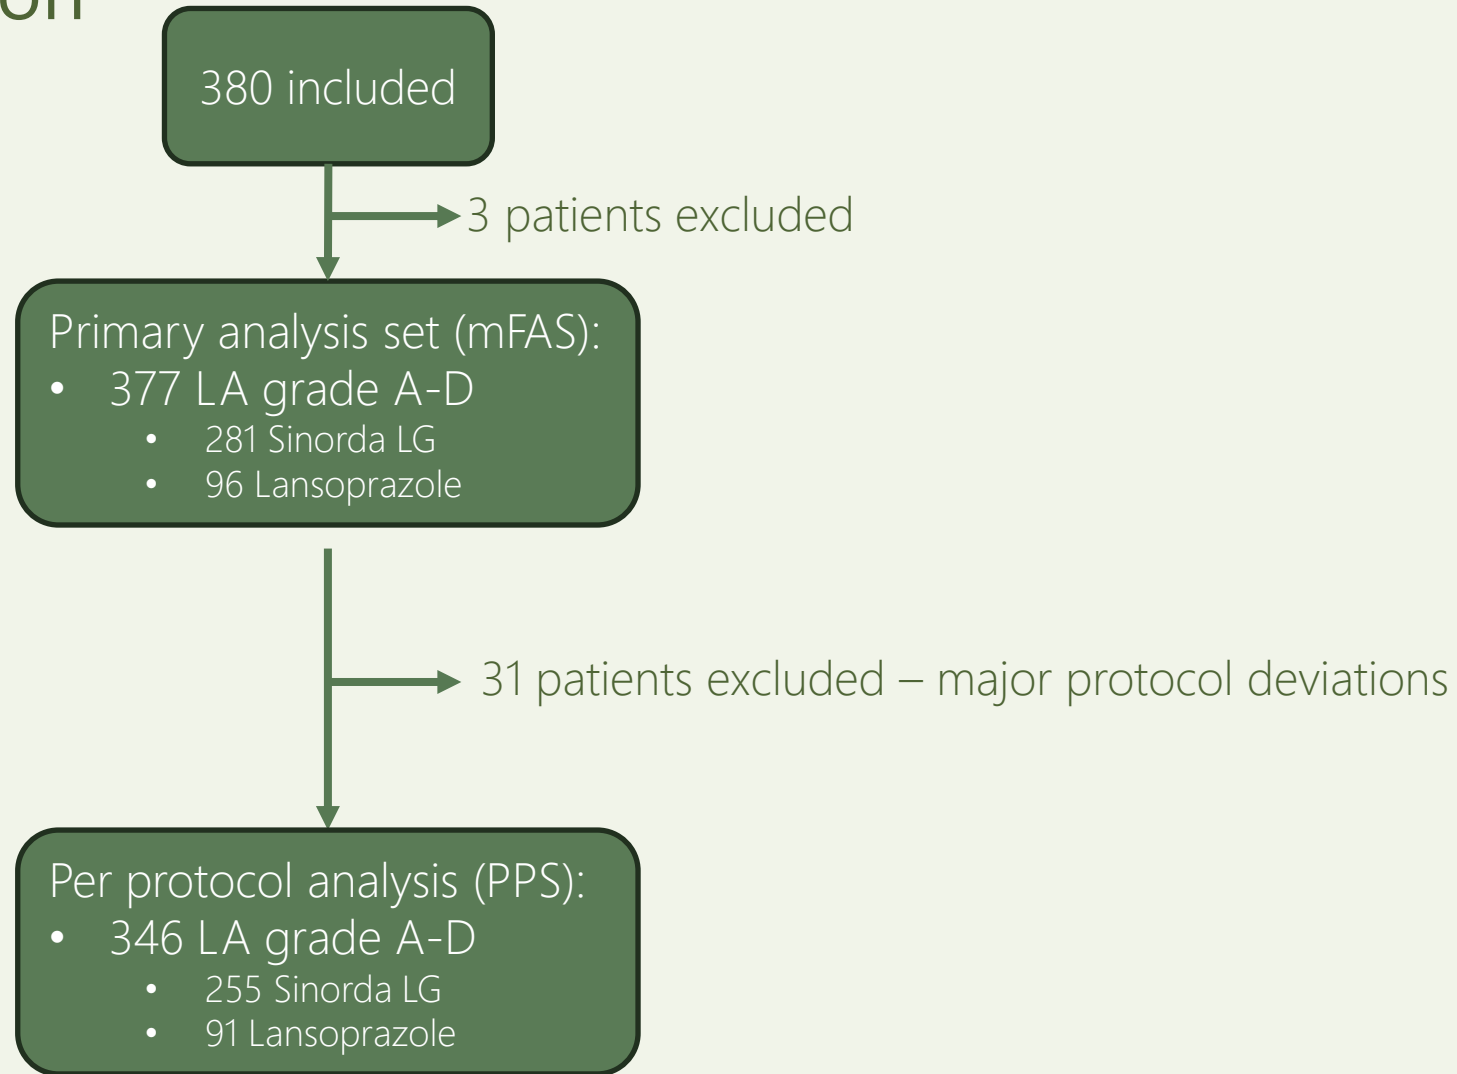 380 included
3 patients excluded
Primary analysis set (mFAS):
• 377 LA grade A-D
• 281 Sinorda LG
• 96 Lansoprazole
31 patients excluded – major protocol deviations
Per protocol analysis (PPS):
• 346 LA grade A-D
• 255 Sinorda LG
• 91 Lansoprazole